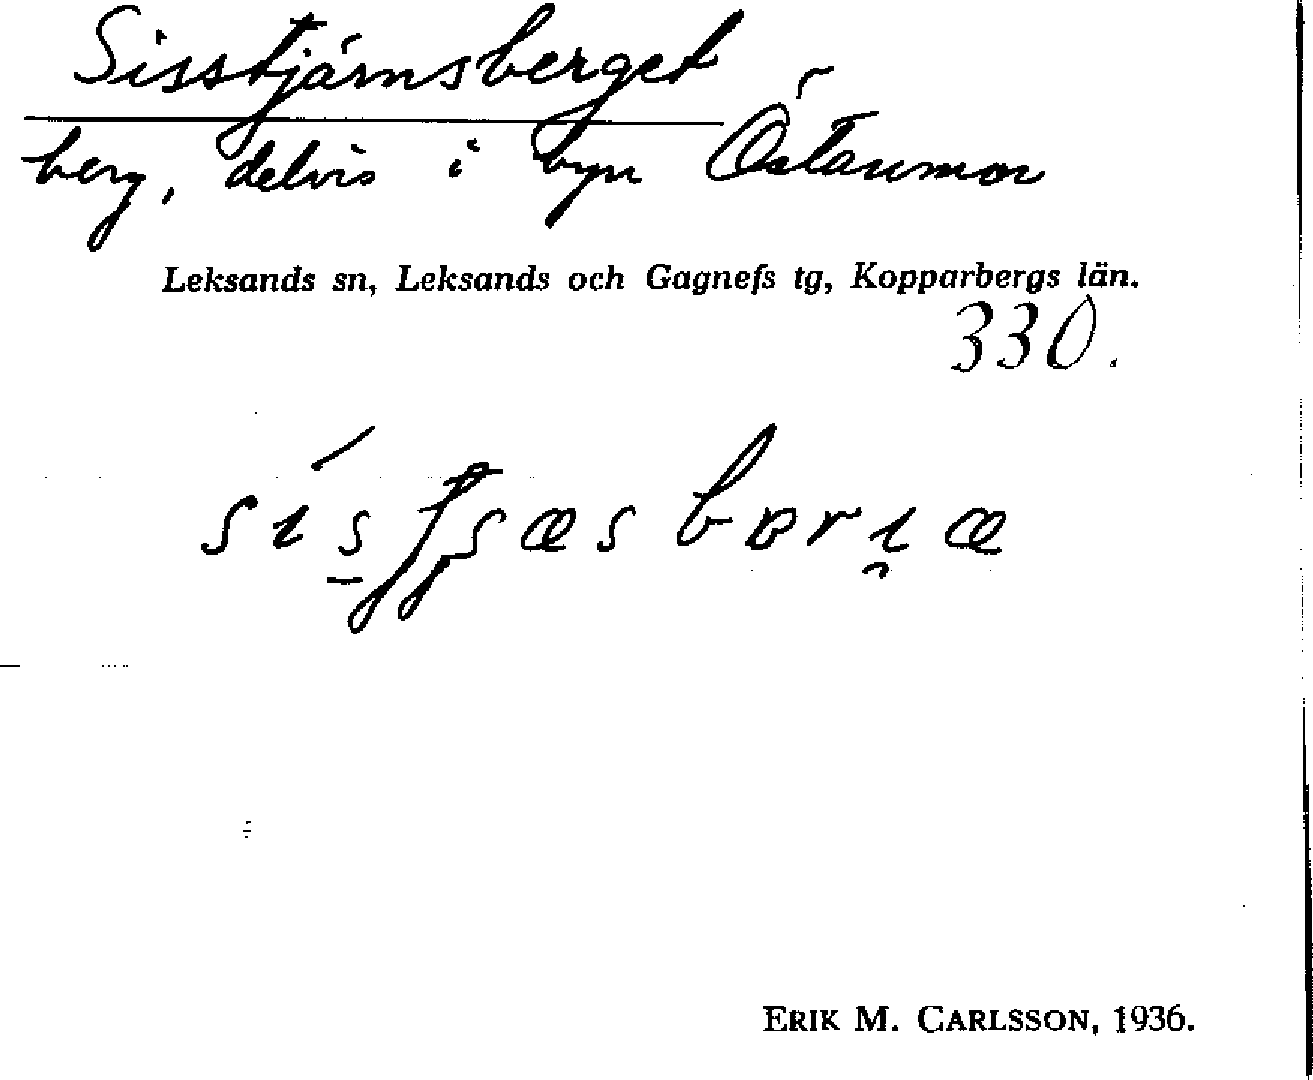 Sisstjärnsberget
berg, delvis i byn Östanmor
Leksands sn, Leksands och Gagnefs tg, Kopparbergs län.
330.
ERIK M. CARLSSON, 1936.